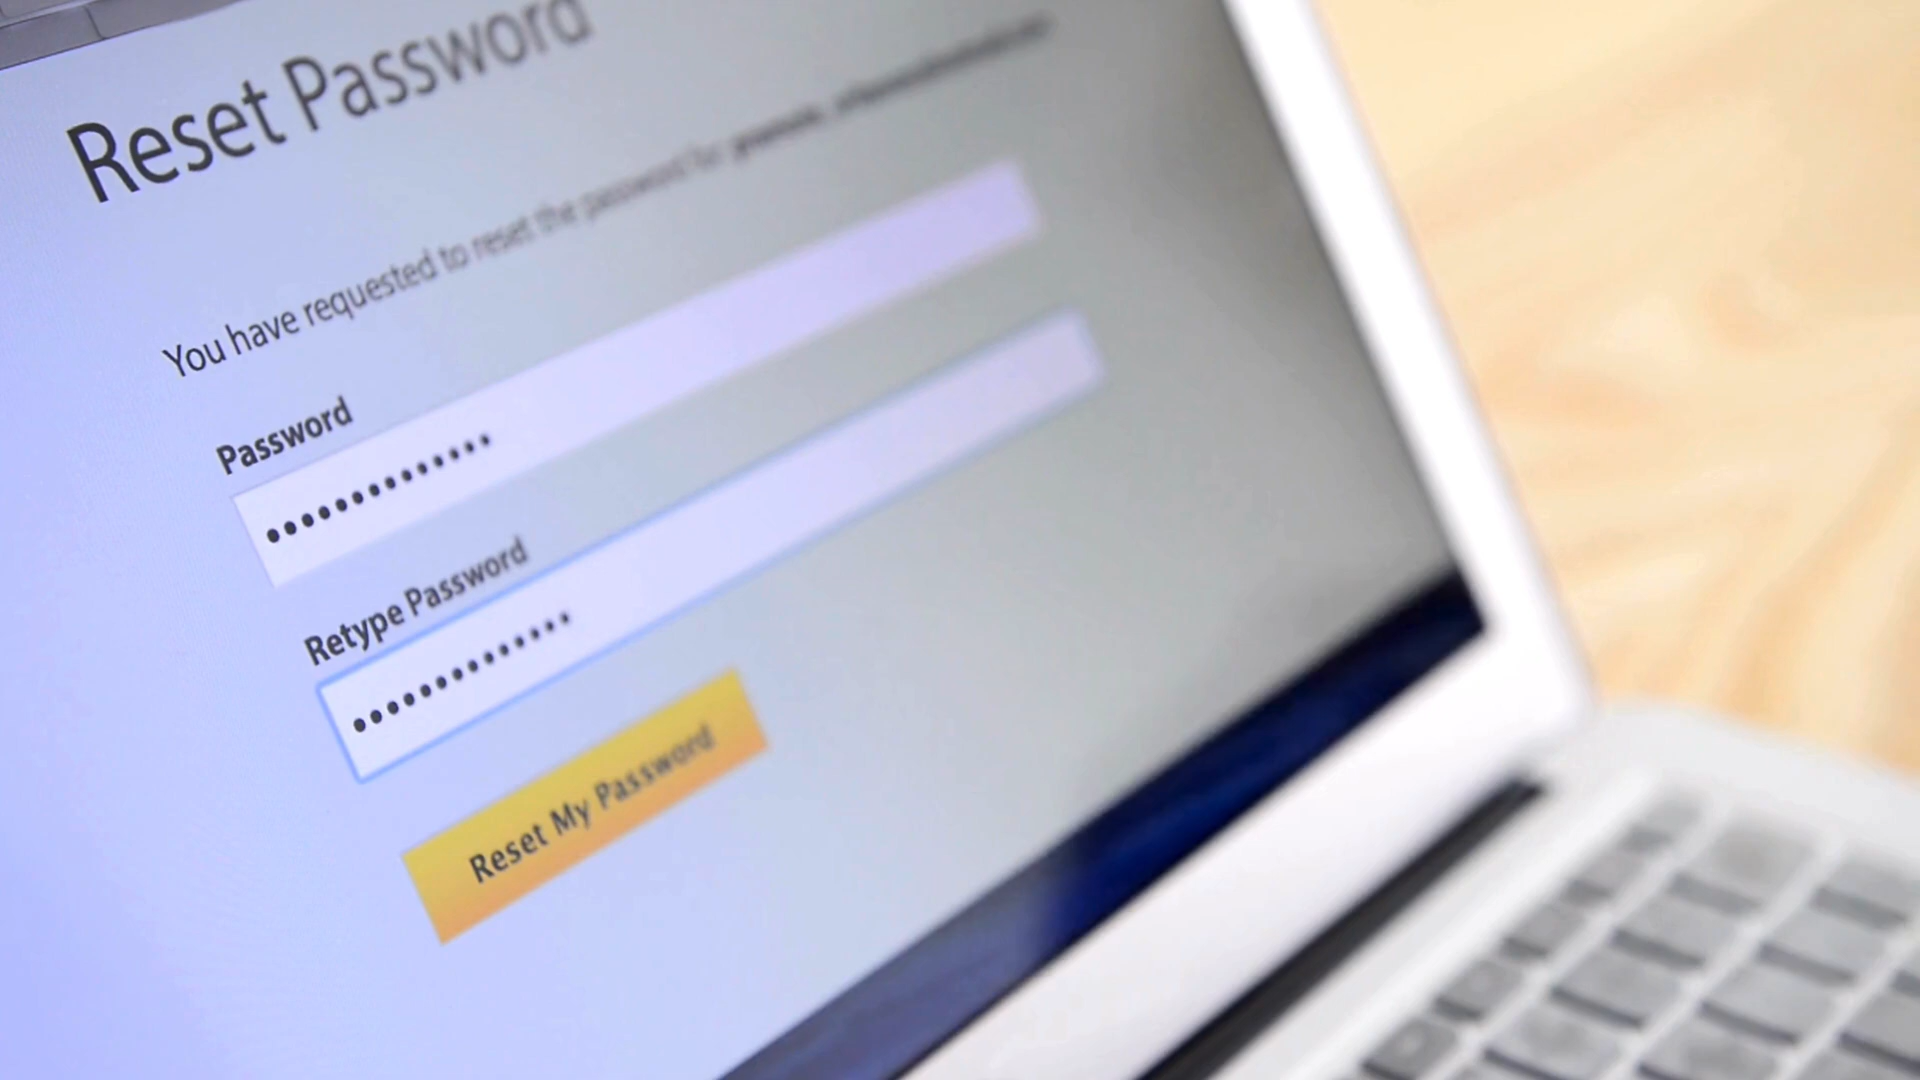 Reset Password
You have requested to reset the password for
Password
••••••••••••••
Retype Password
••••••••••••••
Reset My Password